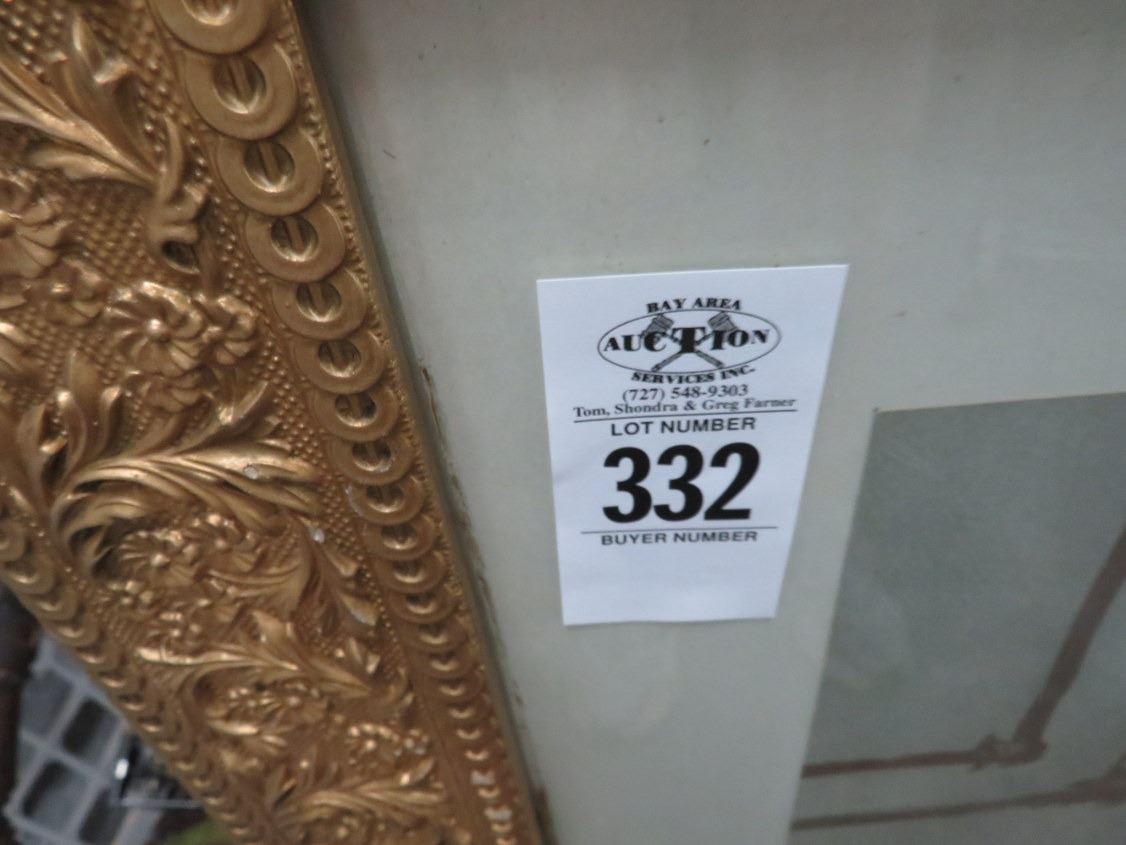 BAY AREA
AUCTION
SERVICES INC.
(727) 548-9303
Tom, Shondra & Greg Farner
LOT NUMBER
332
BUYER NUMBER